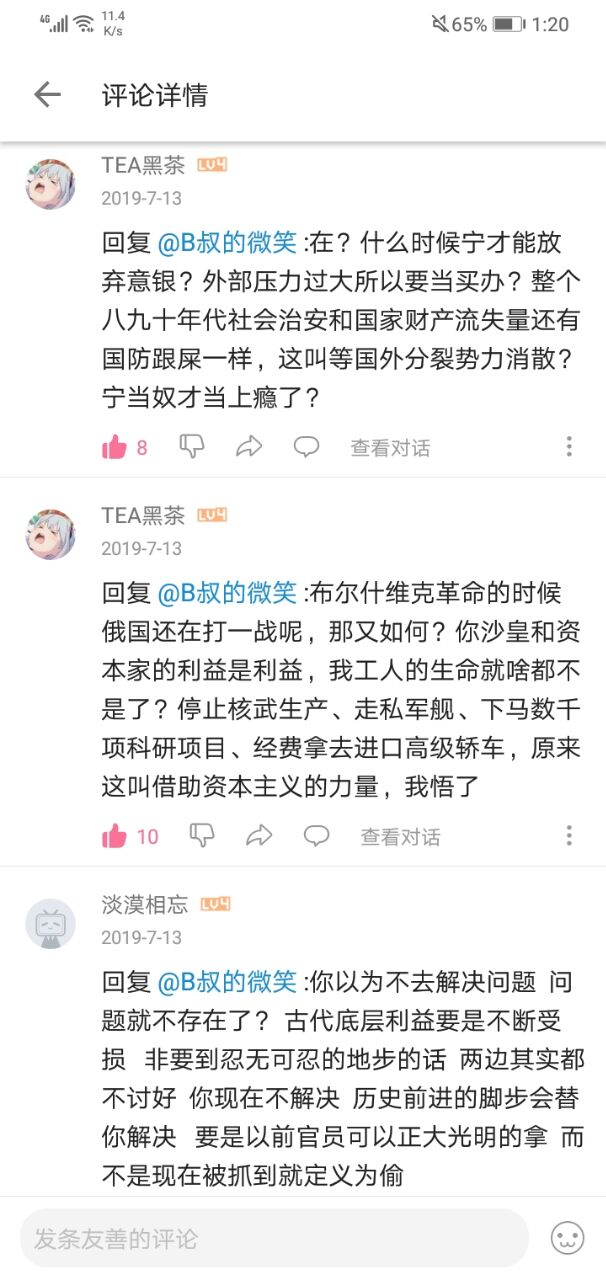 4G 11.4 K/s 65% 1:20
评论详情
TEA黑茶 LV4
2019-7-13
回复 @B叔的微笑 :在？什么时候宁才能放
弃意银？外部压力过大所以要当买办？整个
八九十年代社会治安和国家财产流失量还有
国防跟屎一样，这叫等国外分裂势力消散？
宁当奴才当上瘾了？
8 查看对话
TEA黑茶 LV4
2019-7-13
回复 @B叔的微笑 :布尔什维克革命的时候
俄国还在打一战呢，那又如何？你沙皇和资
本家的利益是利益，我工人的生命就啥都不
是了？停止核武生产、走私军舰、下马数千
项科研项目、经费拿去进口高级轿车，原来
这叫借助资本主义的力量，我悟了
10 查看对话
淡漠相忘 LV4
2019-7-13
回复 @B叔的微笑 :你以为不去解决问题 问
题就不存在了？ 古代底层利益要是不断受
损 非要到忍无可忍的地步的话 两边其实都
不讨好 你现在不解决 历史前进的脚步会替
你解决 要是以前官员可以正大光明的拿 而
不是现在被抓到就定义为偷
发条友善的评论